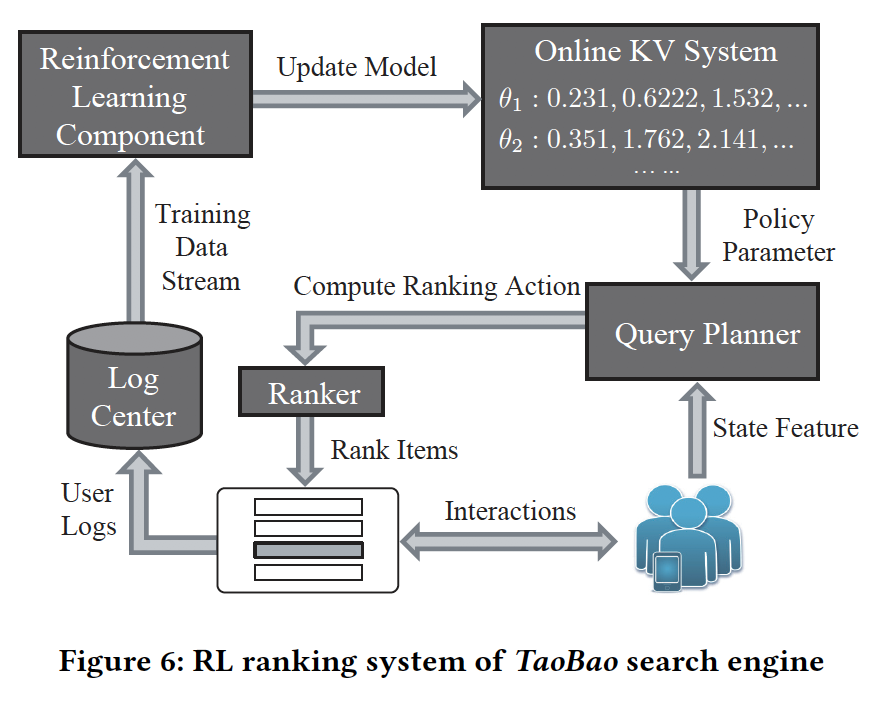 Reinforcement
Learning
Component
Update Model
Online KV System
θ₁ : 0.231, 0.6222, 1.532, ...
θ₂ : 0.351, 1.762, 2.141, ...
... ...
Training
Data
Stream
Policy
Parameter
Compute Ranking Action
Query Planner
Log
Center
Ranker
Rank Items
State Feature
User
Logs
Interactions
Figure 6: RL ranking system of TaoBao search engine